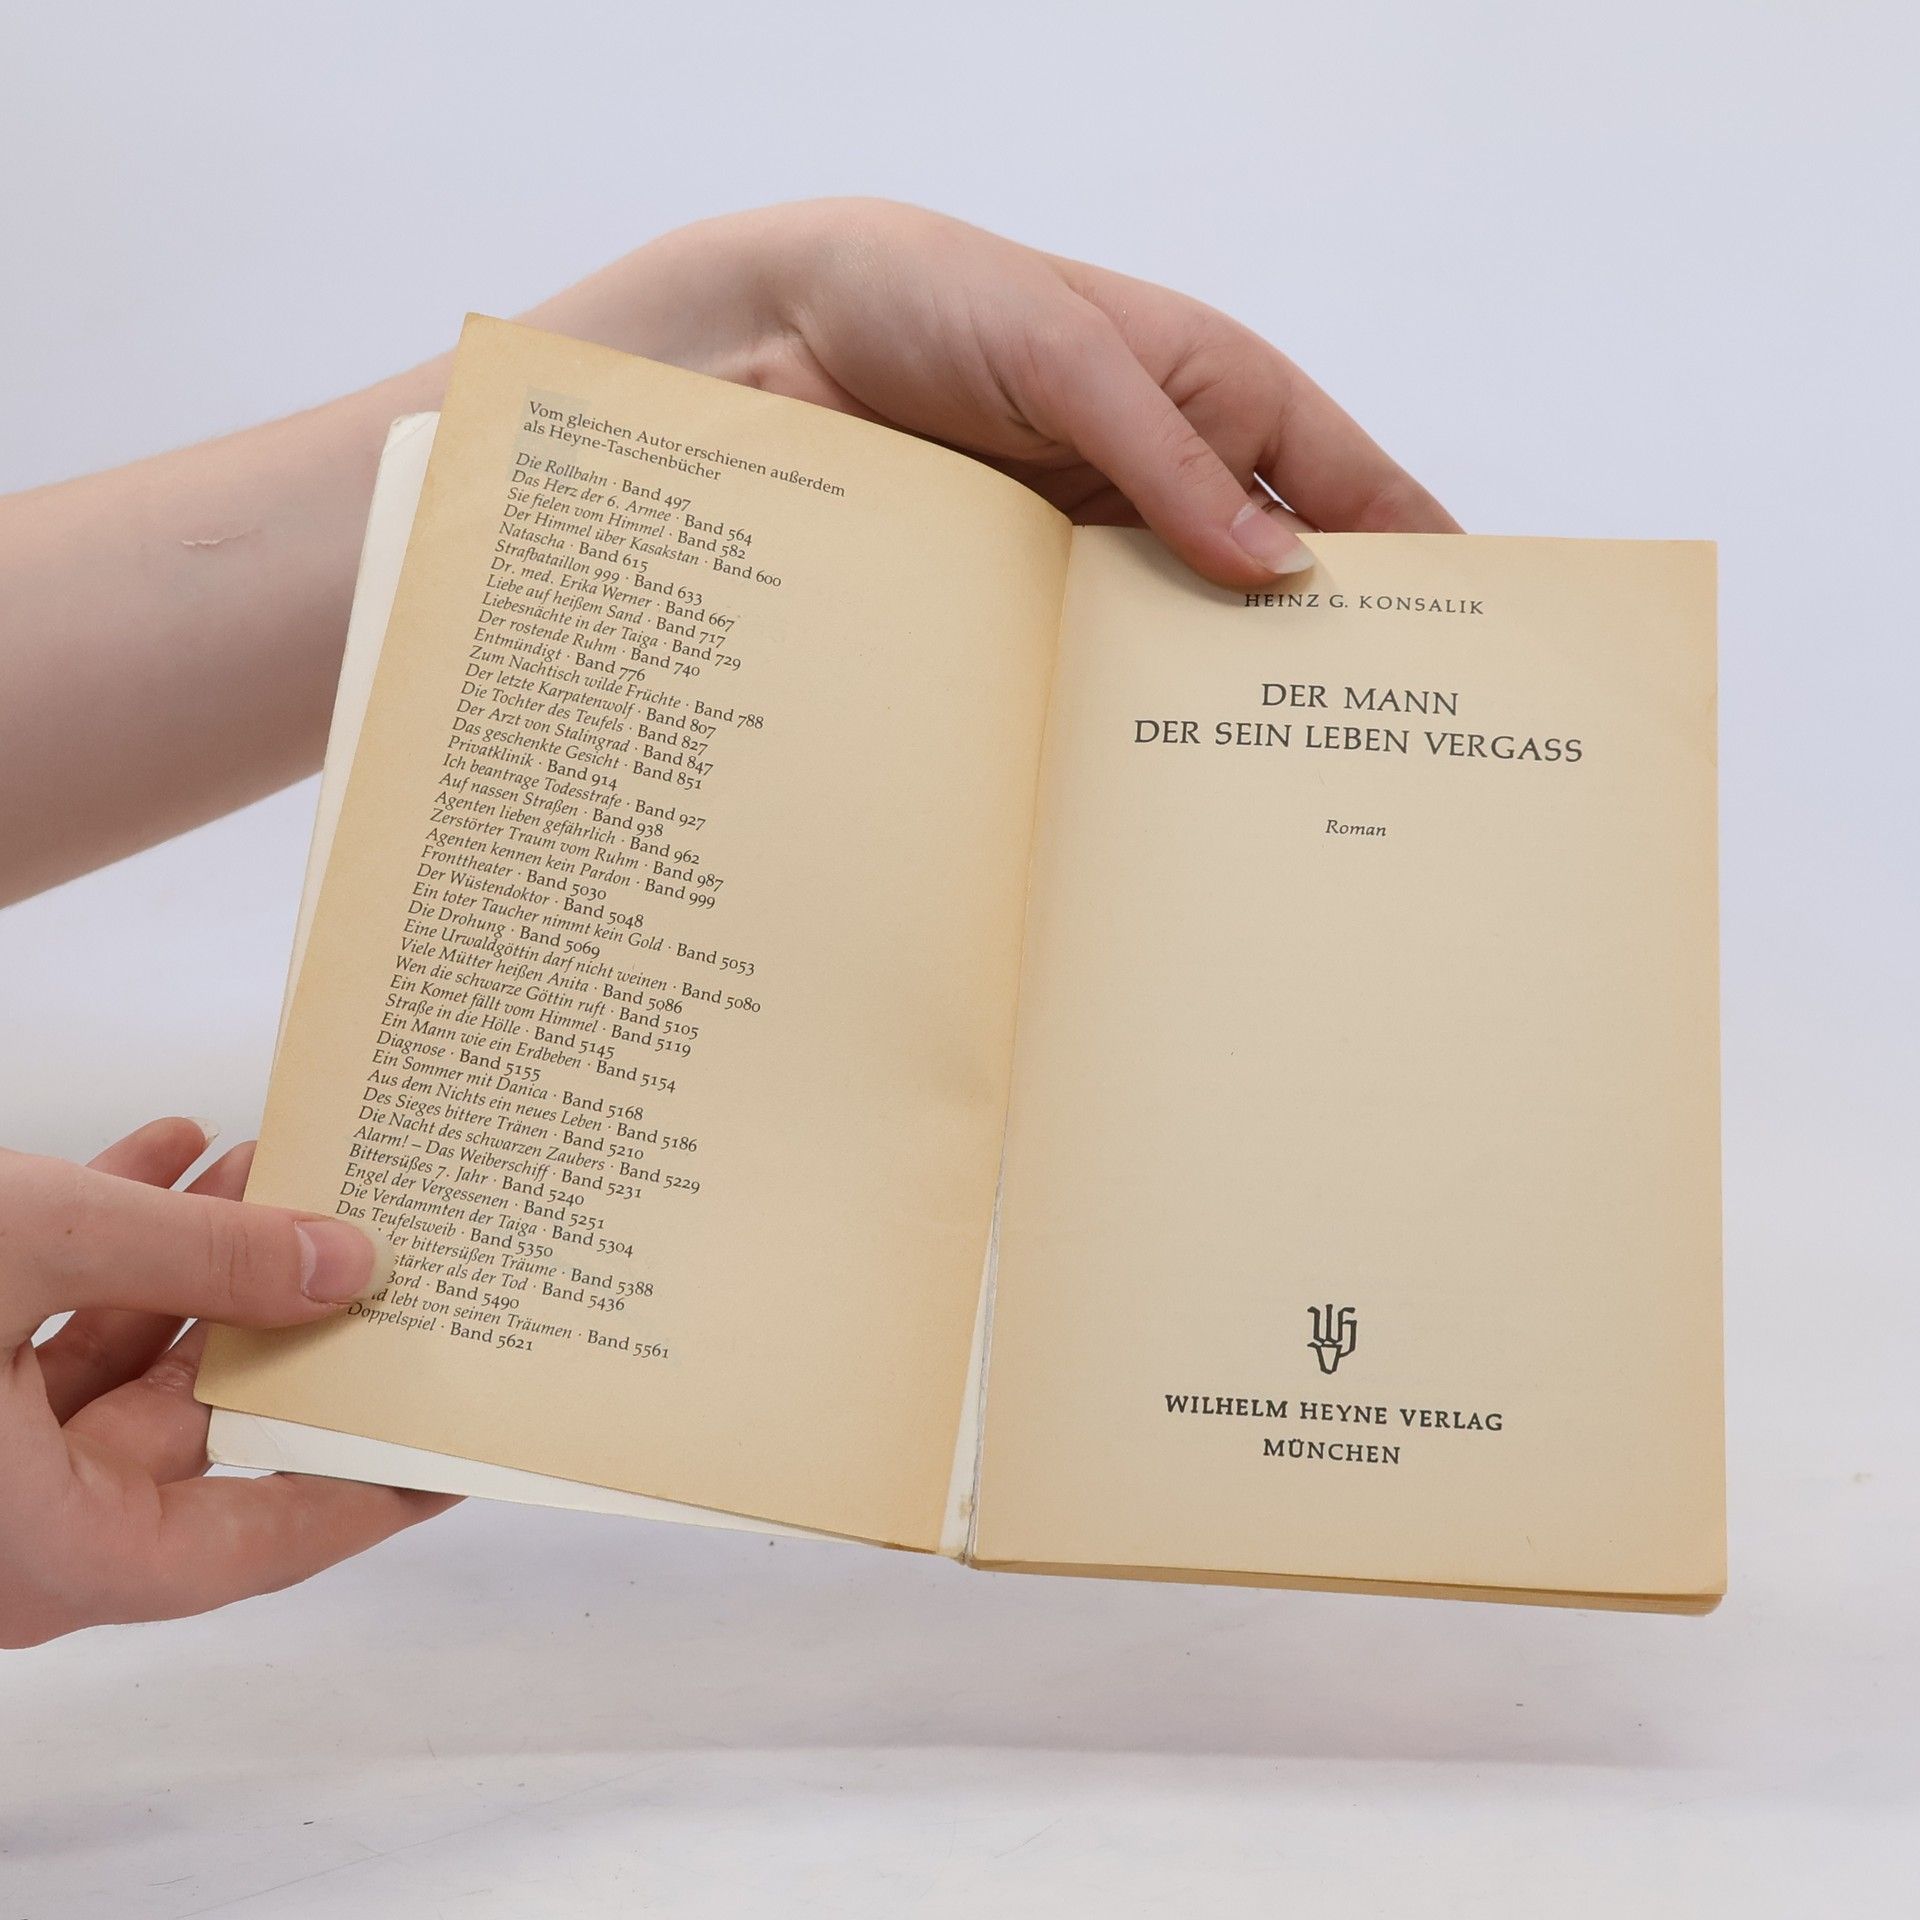 Vom gleichen Autor erschienen außerdem
als Heyne-Taschenbücher
Die Rollbahn · Band 497
Das Herz der 6. Armee · Band 564
Sie fielen vom Himmel · Band 582
Der Himmel über Kasakstan · Band 600
Natascha · Band 615
Strafbataillon 999 · Band 633
Dr. med. Erika Werner · Band 667
Liebe auf heißem Sand · Band 717
Liebesnächte in der Taiga · Band 729
Der rostende Ruhm · Band 740
Entmündigt · Band 776
Zum Nachtisch wilde Früchte · Band 788
Der letzte Karpatenwolf · Band 807
Die Tochter des Teufels · Band 827
Der Arzt von Stalingrad · Band 847
Das geschenkte Gesicht · Band 851
Privatklinik · Band 914
Ich beantrage Todesstrafe · Band 927
Auf nassen Straßen · Band 938
Agenten lieben gefährlich · Band 962
Zerstörter Traum vom Ruhm · Band 987
Agenten kennen kein Pardon · Band 999
Fronttheater · Band 5030
Der Wüstendoktor · Band 5048
Ein toter Taucher nimmt kein Gold · Band 5053
Die Drohung · Band 5069
Eine Urwaldgöttin darf nicht weinen · Band 5080
Viele Mütter heißen Anita · Band 5086
Wen die schwarze Göttin ruft · Band 5105
Ein Komet fällt vom Himmel · Band 5119
Straße in die Hölle · Band 5145
Ein Mann wie ein Erdbeben · Band 5154
Diagnose · Band 5155
Ein Sommer mit Danica · Band 5168
Aus dem Nichts ein neues Leben · Band 5186
Des Sieges bittere Tränen · Band 5210
Die Nacht des schwarzen Zaubers · Band 5229
Alarm! – Das Weiberschiff · Band 5231
Bittersüßes 7. Jahr · Band 5240
Engel der Vergessenen · Band 5251
Die Verdammten der Taiga · Band 5304
Das Teufelsweib · Band 5350
der bittersüßen Träume · Band 5388
stärker als der Tod · Band 5436
Bord · Band 5490
lebt von seinen Träumen · Band 5561
Doppelspiel · Band 5621
HEINZ G. KONSALIK
DER MANN
DER SEIN LEBEN VERGASS
Roman
WILHELM HEYNE VERLAG
MÜNCHEN